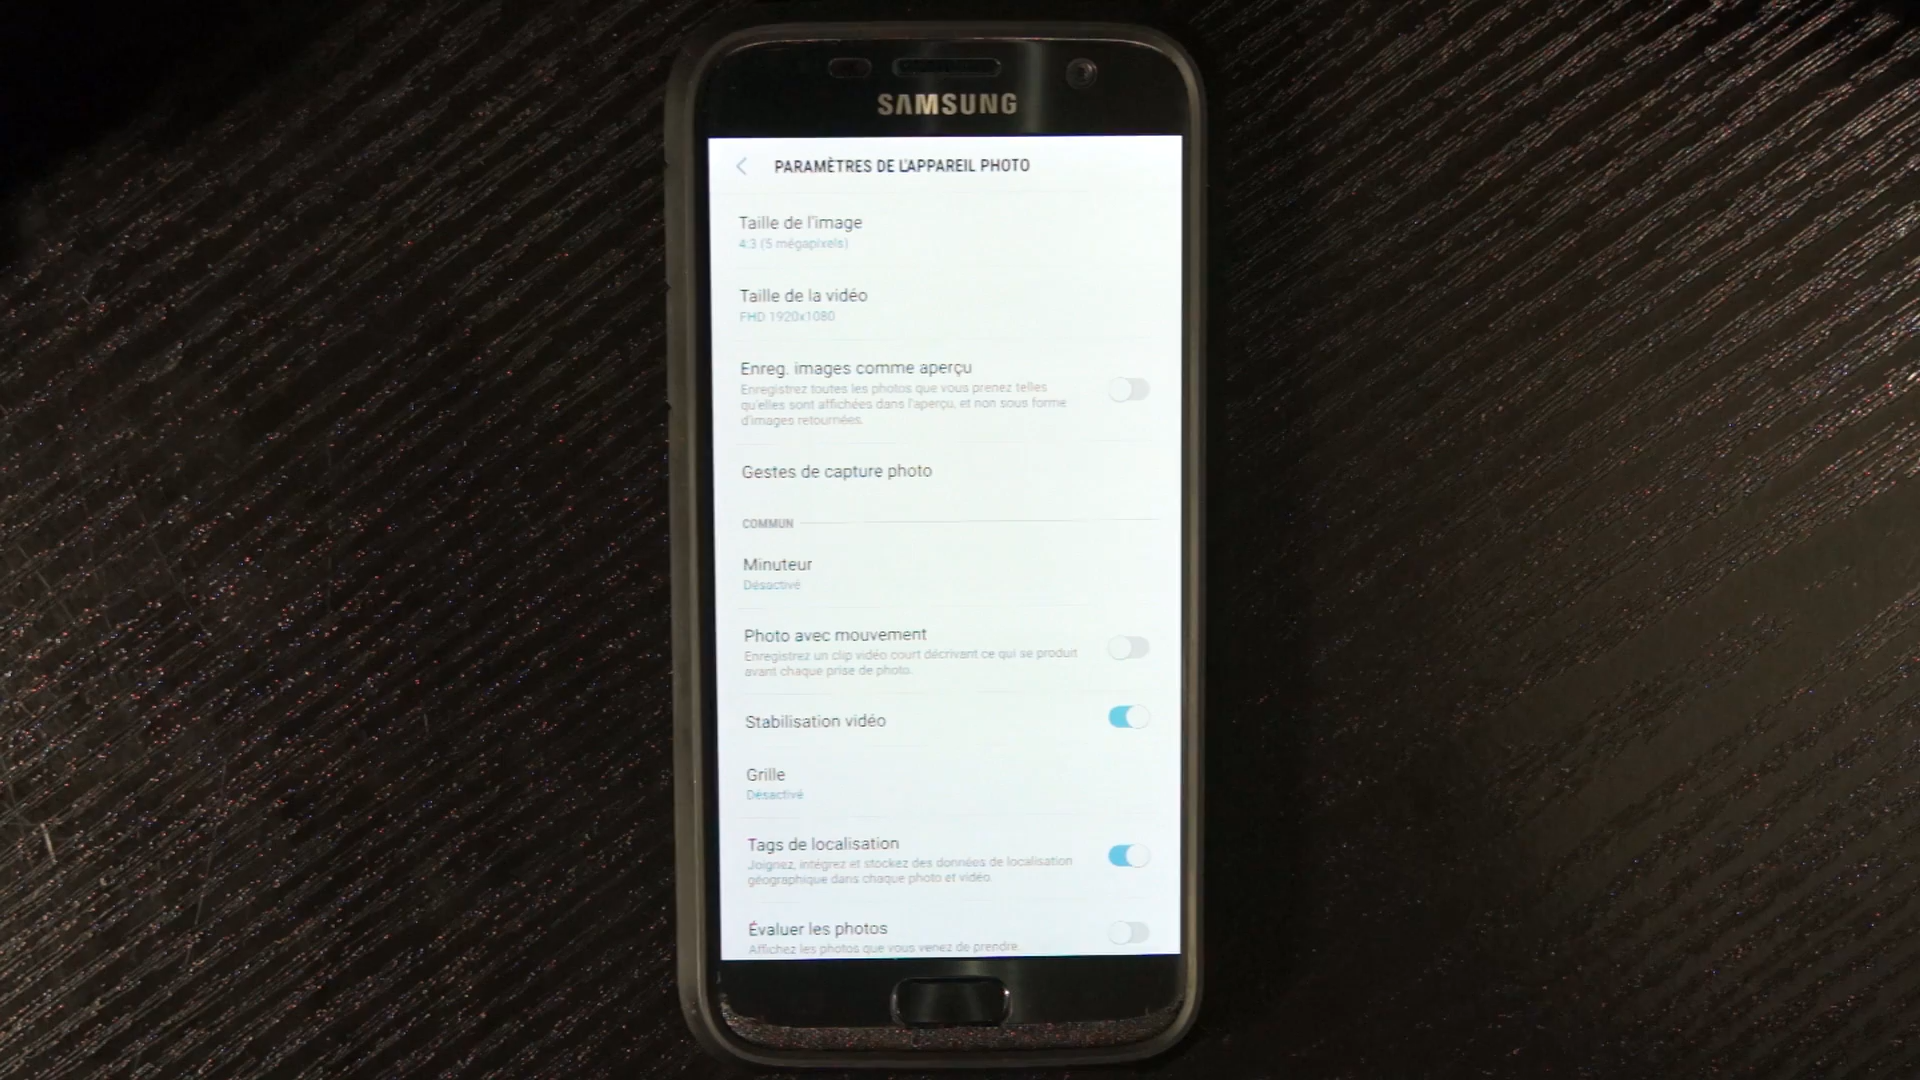 SAMSUNG
PARAMÈTRES DE L'APPAREIL PHOTO
Taille de l'image
4:3 (5 mégapixels)
Taille de la vidéo
FHD 1920x1080
Enreg. images comme aperçu
Enregistrez toutes les photos que vous prenez telles
qu'elles sont affichées dans l'aperçu, et non sous forme
d'images retournées.
Gestes de capture photo
COMMUN
Minuteur
Désactivé
Photo avec mouvement
Enregistrez un clip vidéo court décrivant ce qui se produit
avant chaque prise de photo.
Stabilisation vidéo
Grille
Désactivé
Tags de localisation
Joignez, intégrez et stockez des données de localisation
géographique dans chaque photo et vidéo.
Évaluer les photos
Affichez les photos que vous venez de prendre.